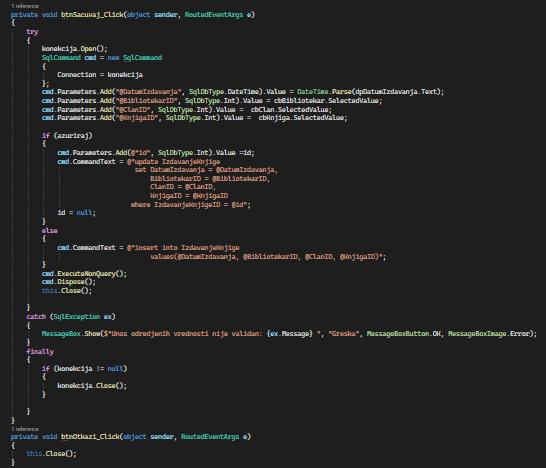 1 reference
private void btnSacuvaj_Click(object sender, RoutedEventArgs e)
{
try
{
konekcija.Open();
SqlCommand cmd = new SqlCommand
{
Connection = konekcija
};
cmd.Parameters.Add("@DatumIzdavanja", SqlDbType.DateTime).Value = DateTime.Parse(dpDatumIzdavanja.Text);
cmd.Parameters.Add("@BibliotekarID", SqlDbType.Int).Value = cbBibliotekar.SelectedValue;
cmd.Parameters.Add("@ClanID", SqlDbType.Int).Value = cbClan.SelectedValue;
cmd.Parameters.Add("@KnjigaID", SqlDbType.Int).Value = cbKnjiga.SelectedValue;
if (azuriraj)
{
cmd.Parameters.Add(@"id", SqlDbType.Int).Value =id;
cmd.CommandText = @"update IzdavanjeKnjige
set DatumIzdavanja = @DatumIzdavanja,
BibliotekarID = @BibliotekarID,
ClanID = @ClanID,
KnjigaID = @KnjigaID
where IzdavanjeKnjigeID = @id";
id = null;
}
else
{
cmd.CommandText = @"insert into IzdavanjeKnjige
values(@DatumIzdavanja, @BibliotekarID, @ClanID, @KnjigaID)";
}
cmd.ExecuteNonQuery();
cmd.Dispose();
this.Close();
}
catch (SqlException ex)
{
MessageBox.Show($"Unos odredjenih vrednosti nije validan: {ex.Message} ", "Greska", MessageBoxButton.OK, MessageBoxImage.Error);
}
finally
{
if (konekcija != null)
{
konekcija.Close();
}
}
}
1 reference
private void btnOtkazi_Click(object sender, RoutedEventArgs e)
{
this.Close();
}